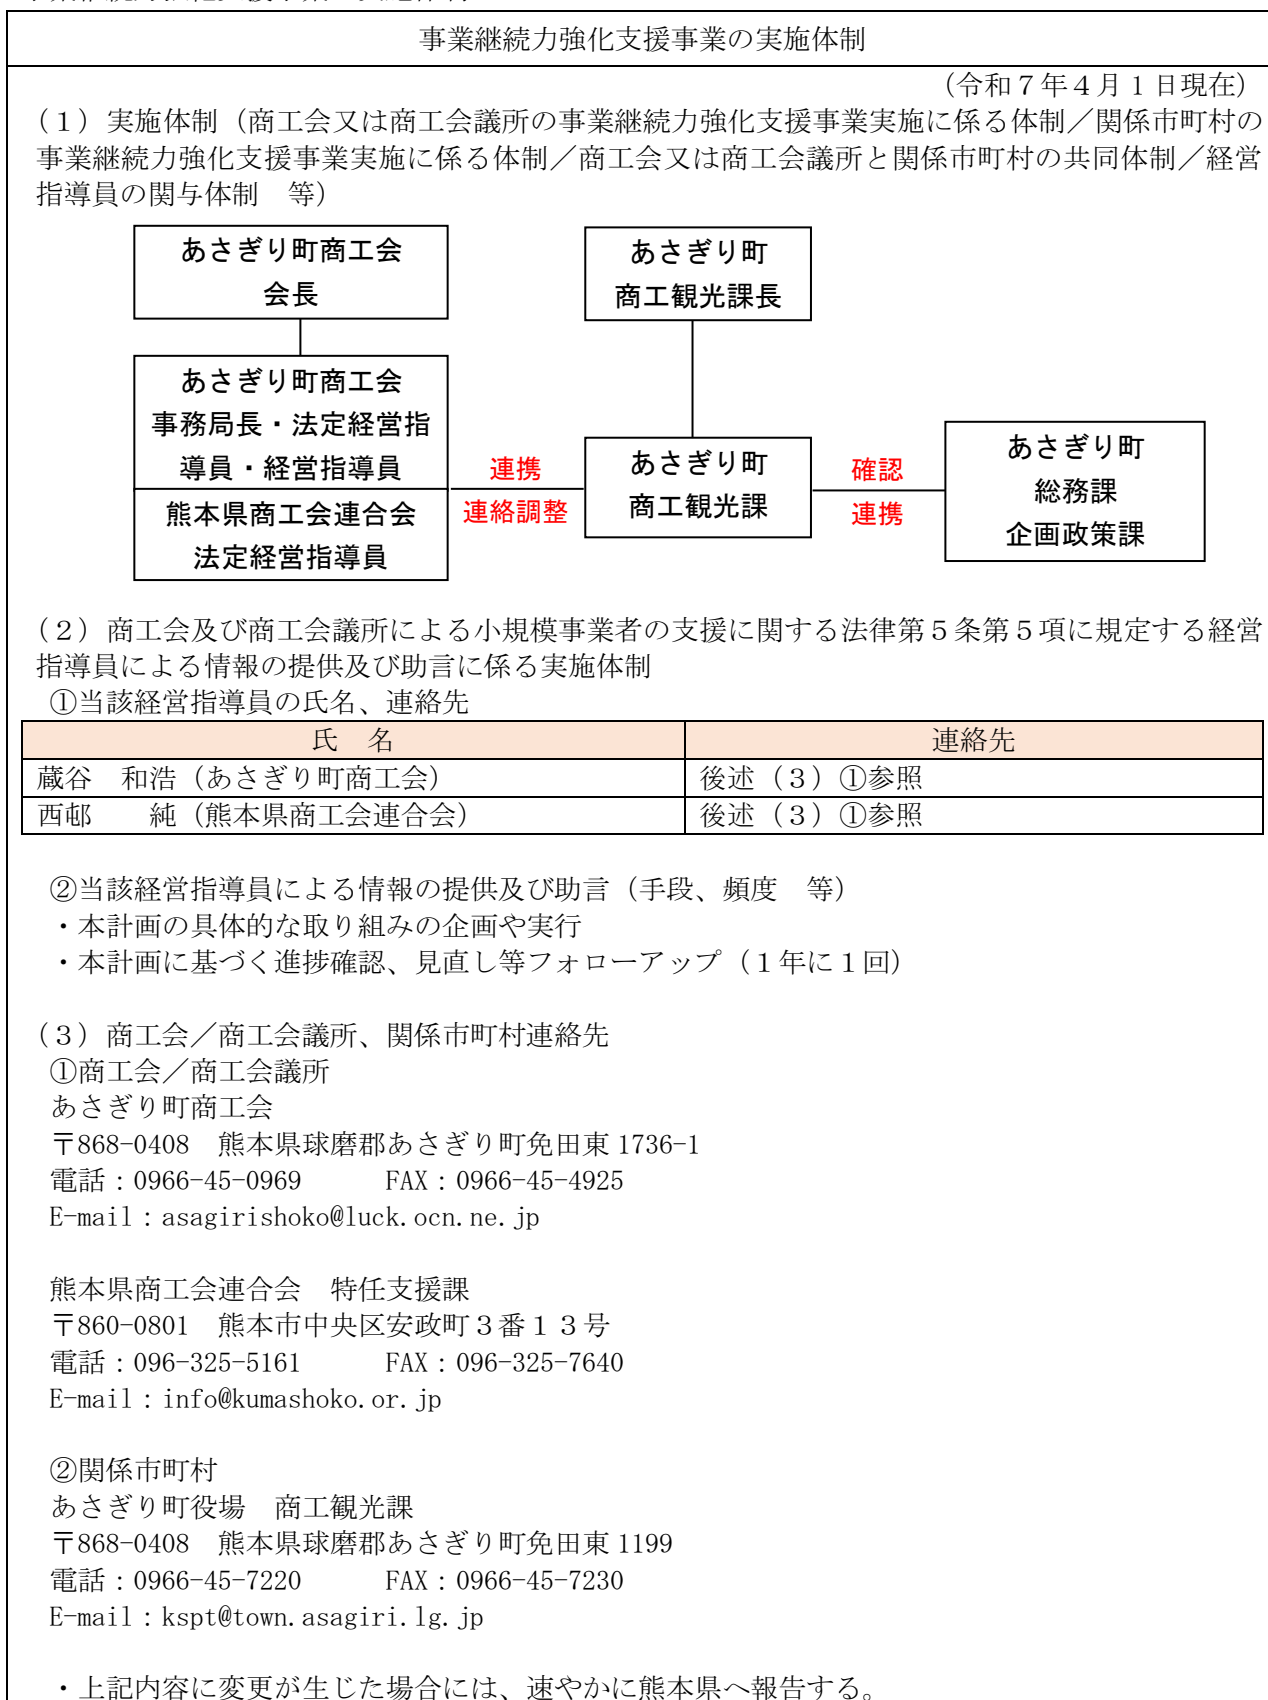 事業継続力強化支援事業の実施体制
（令和７年４月１日現在）
（１）実施体制（商工会又は商工会議所の事業継続力強化支援事業実施に係る体制／関係市町村の
事業継続力強化支援事業実施に係る体制／商工会又は商工会議所と関係市町村の共同体制／経営
指導員の関与体制　等）
あさぎり町商工会
会長
あさぎり町
商工観光課長
あさぎり町商工会
事務局長・法定経営指
導員・経営指導員
熊本県商工会連合会
法定経営指導員
連携
連絡調整
あさぎり町
商工観光課
確認
連携
あさぎり町
総務課
企画政策課
（２）商工会及び商工会議所による小規模事業者の支援に関する法律第５条第５項に規定する経営
指導員による情報の提供及び助言に係る実施体制
①当該経営指導員の氏名、連絡先
氏　名　連絡先
蔵谷　和浩（あさぎり町商工会）　後述（３）①参照
西邨　　純（熊本県商工会連合会）　後述（３）①参照
②当該経営指導員による情報の提供及び助言（手段、頻度　等）
・本計画の具体的な取り組みの企画や実行
・本計画に基づく進捗確認、見直し等フォローアップ（１年に１回）
（３）商工会／商工会議所、関係市町村連絡先
①商工会／商工会議所
あさぎり町商工会
〒868-0408　熊本県球磨郡あさぎり町免田東 1736-1
電話：0966-45-0969　　　FAX：0966-45-4925
E-mail：asagirishoko@luck.ocn.ne.jp
熊本県商工会連合会　特任支援課
〒860-0801　熊本市中央区安政町３番１３号
電話：096-325-5161　　　FAX：096-325-7640
E-mail：info@kumashoko.or.jp
②関係市町村
あさぎり町役場　商工観光課
〒868-0408　熊本県球磨郡あさぎり町免田東 1199
電話：0966-45-7220　　　FAX：0966-45-7230
E-mail：kspt@town.asagiri.lg.jp
・上記内容に変更が生じた場合には、速やかに熊本県へ報告する。